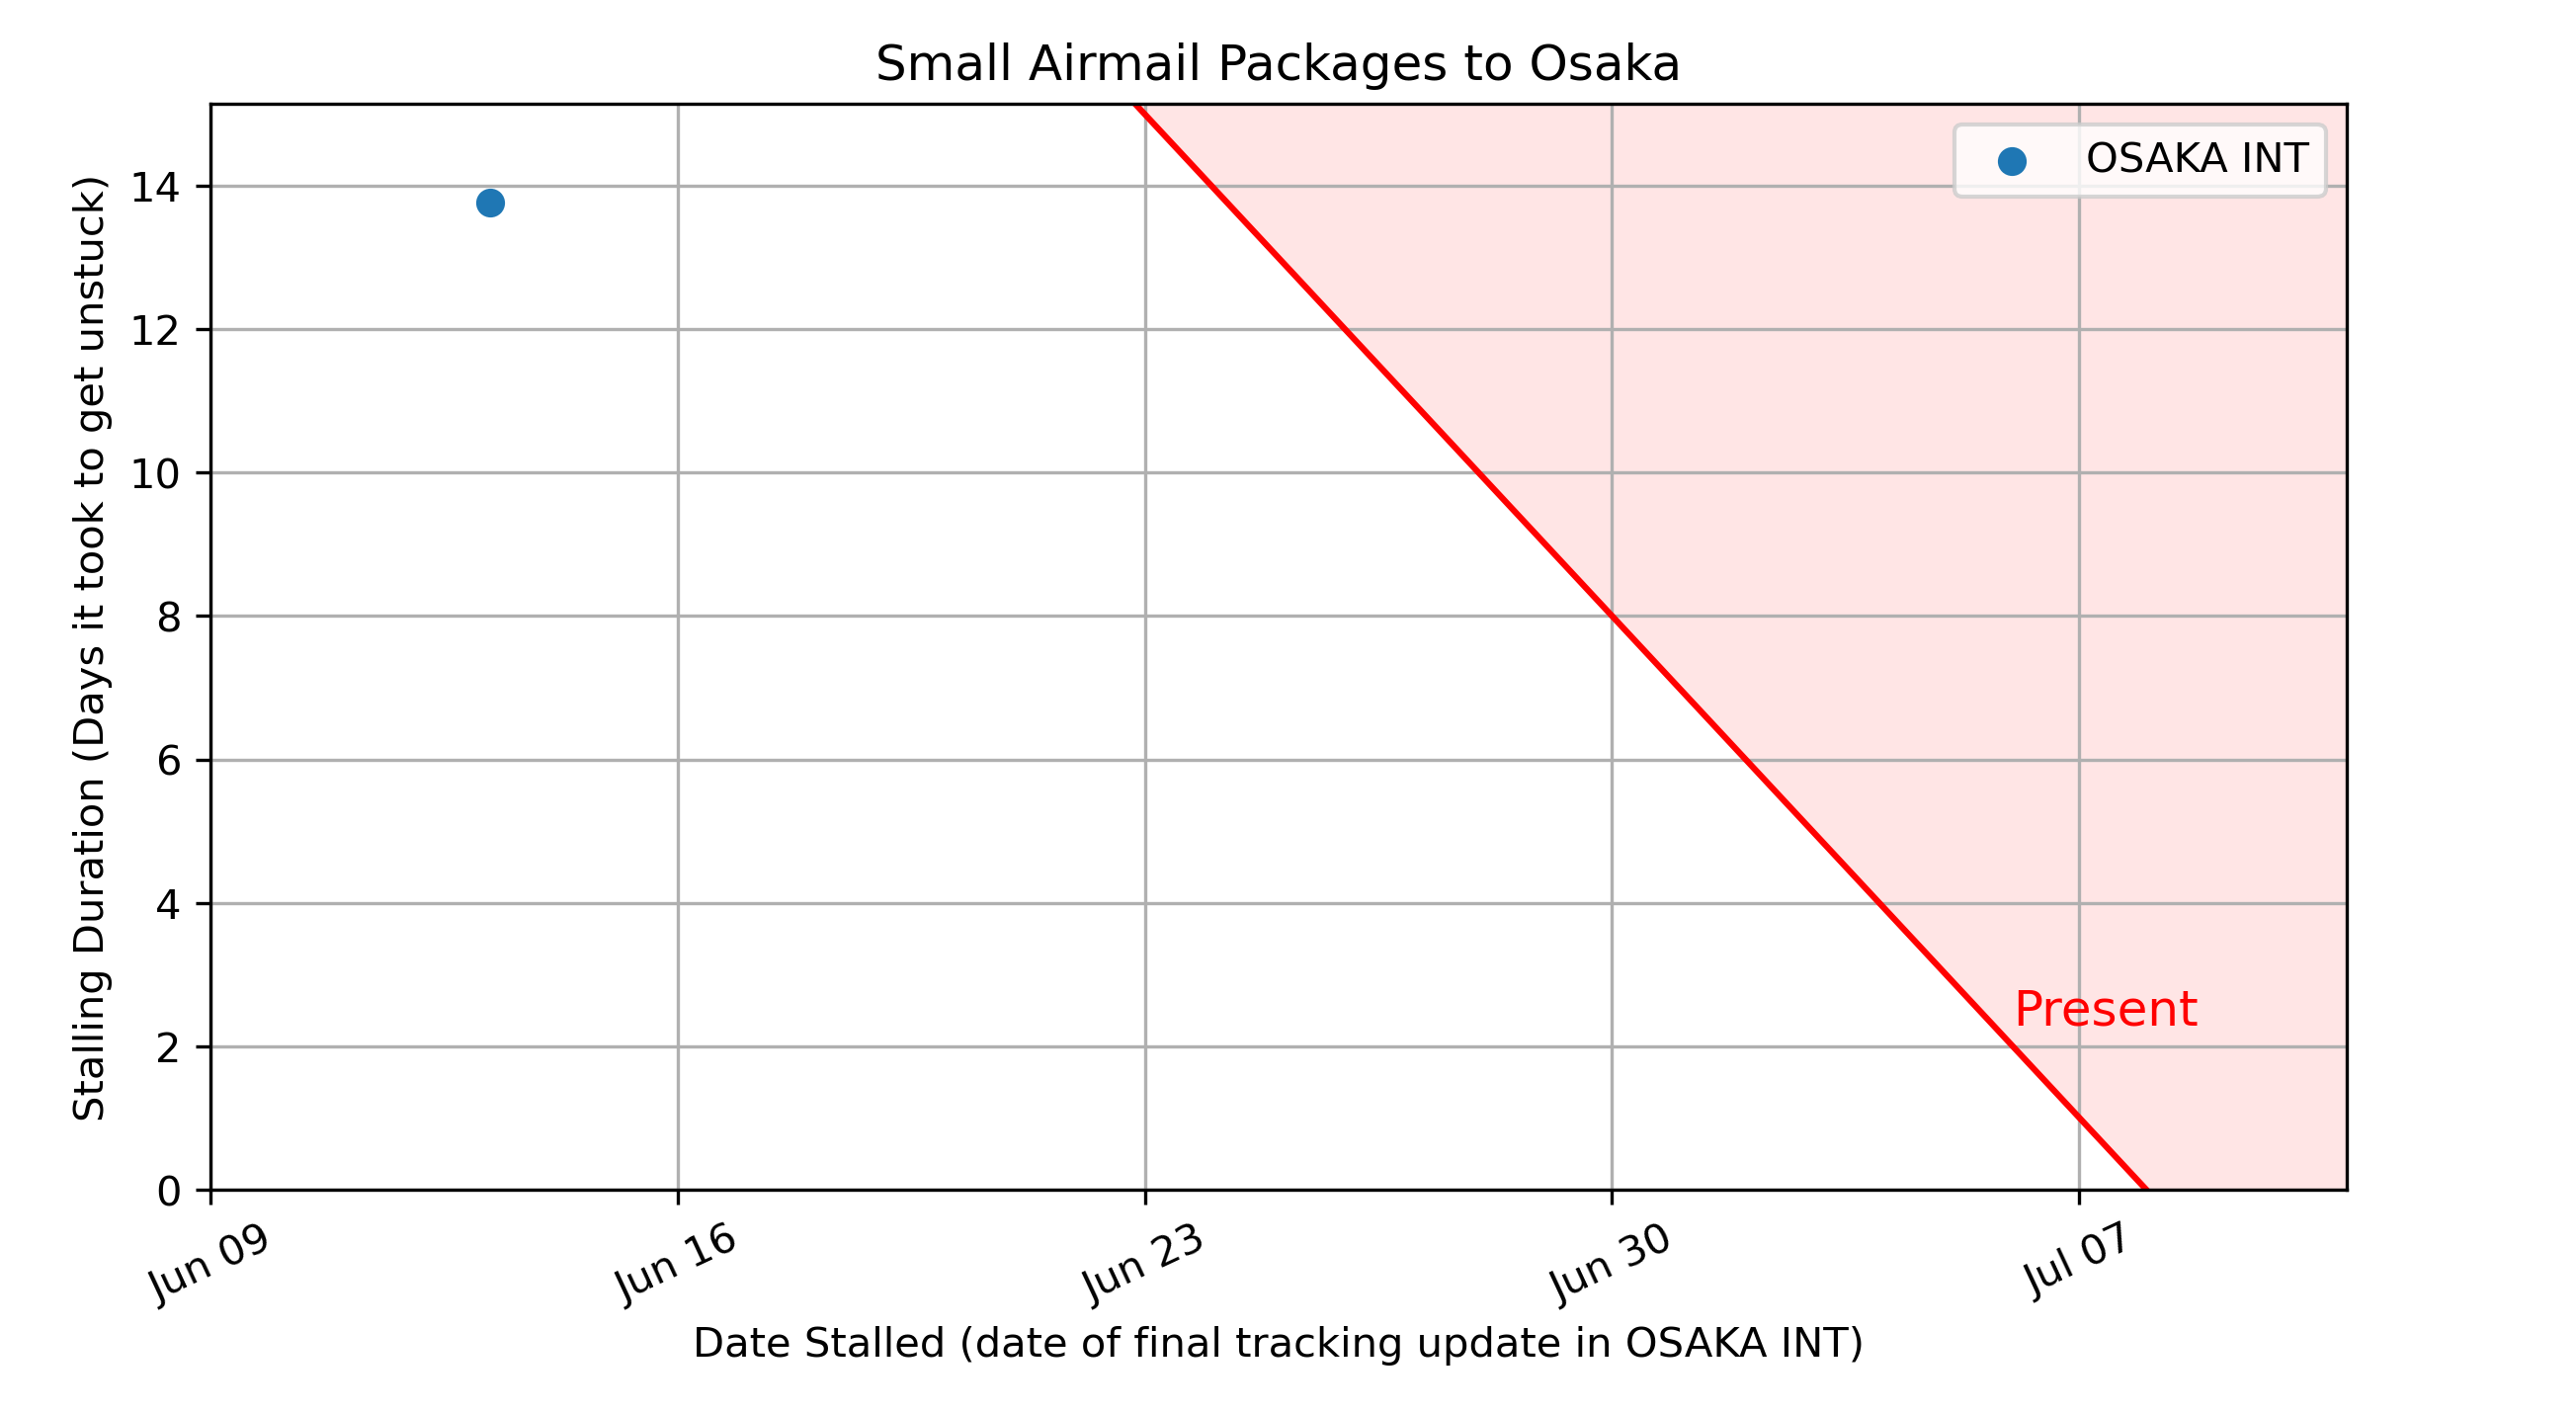 Small Airmail Packages to Osaka
OSAKA INT
Stalling Duration (Days it took to get unstuck)
14
12
10
8
6
4
2
0
Present
Jun 09
Jun 16
Jun 23
Jun 30
Jul 07
Date Stalled (date of final tracking update in OSAKA INT)